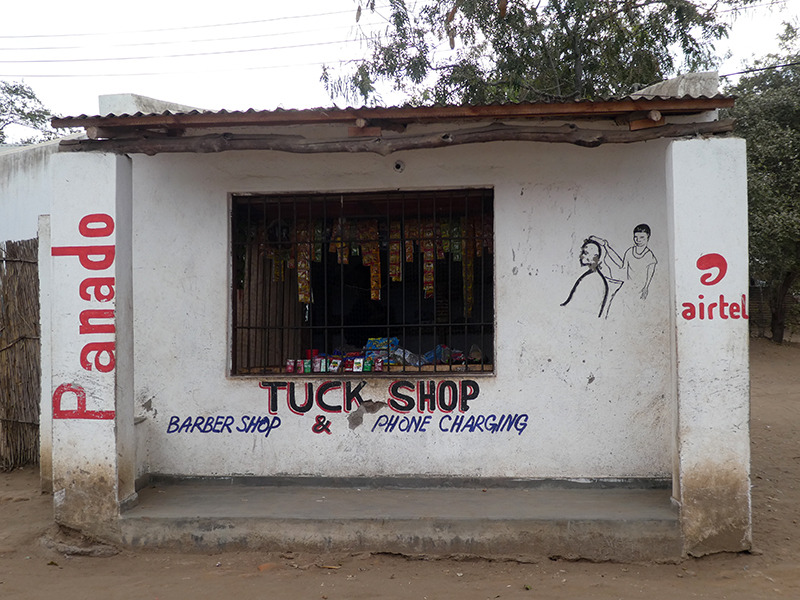 Panado
airtel
TUCK SHOP
BARBER SHOP & PHONE CHARGING